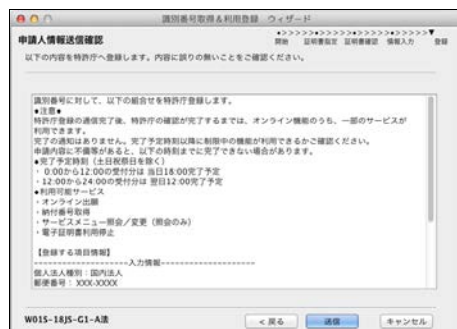 識別番号取得&利用登録 ウィザード
申請人情報送信確認
•>>>>>•>>>>>•>>>>>•>>>>>▼
開始 証明書指定 証明書確認 情報入力 登録
以下の内容を特許庁へ登録します。内容に誤りの無いことをご確認ください。
識別番号に対して、以下の組合せを特許庁登録します。
◆注意◆
特許庁登録の通信完了後、特許庁の確認が完了するまでは、オンライン機能のうち、一部のサービスが
利用できます。
完了の通知はありません。完了予定時刻以降に制限中の機能が利用できるかご確認ください。
申請内容に不備等があると、以下の時刻までに完了できない場合があります。
◆完了予定時刻(土日祝祭日を除く)
・ 0:00から12:00の受付分は 当日18:00完了予定
・12:00から24:00の受付分は 翌日12:00完了予定
◆利用可能サービス
・オンライン出願
・納付番号取得
・サービスメニュー照会/変更(照会のみ)
・電子証明書利用停止
【登録する項目情報】
--------------------入力情報--------------------
個人法人種別:国内法人
郵便番号: XXX-XXXX
W01S-18JS-G1-A法
< 戻る
送信
キャンセル